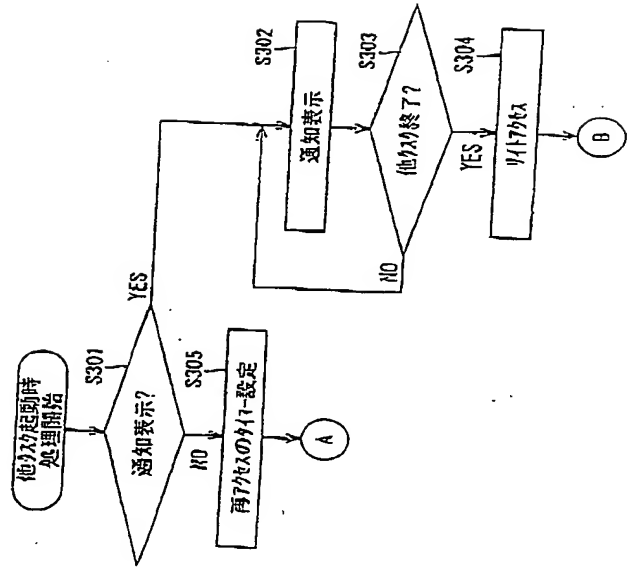 他タスク起動時
処理開始
S301
通知表示?
YES
NO
S305
再アクセスのタイマー設定
A
S302
通知表示
S303
他タスク終了?
NO
YES
S304
ライトアクセス
B